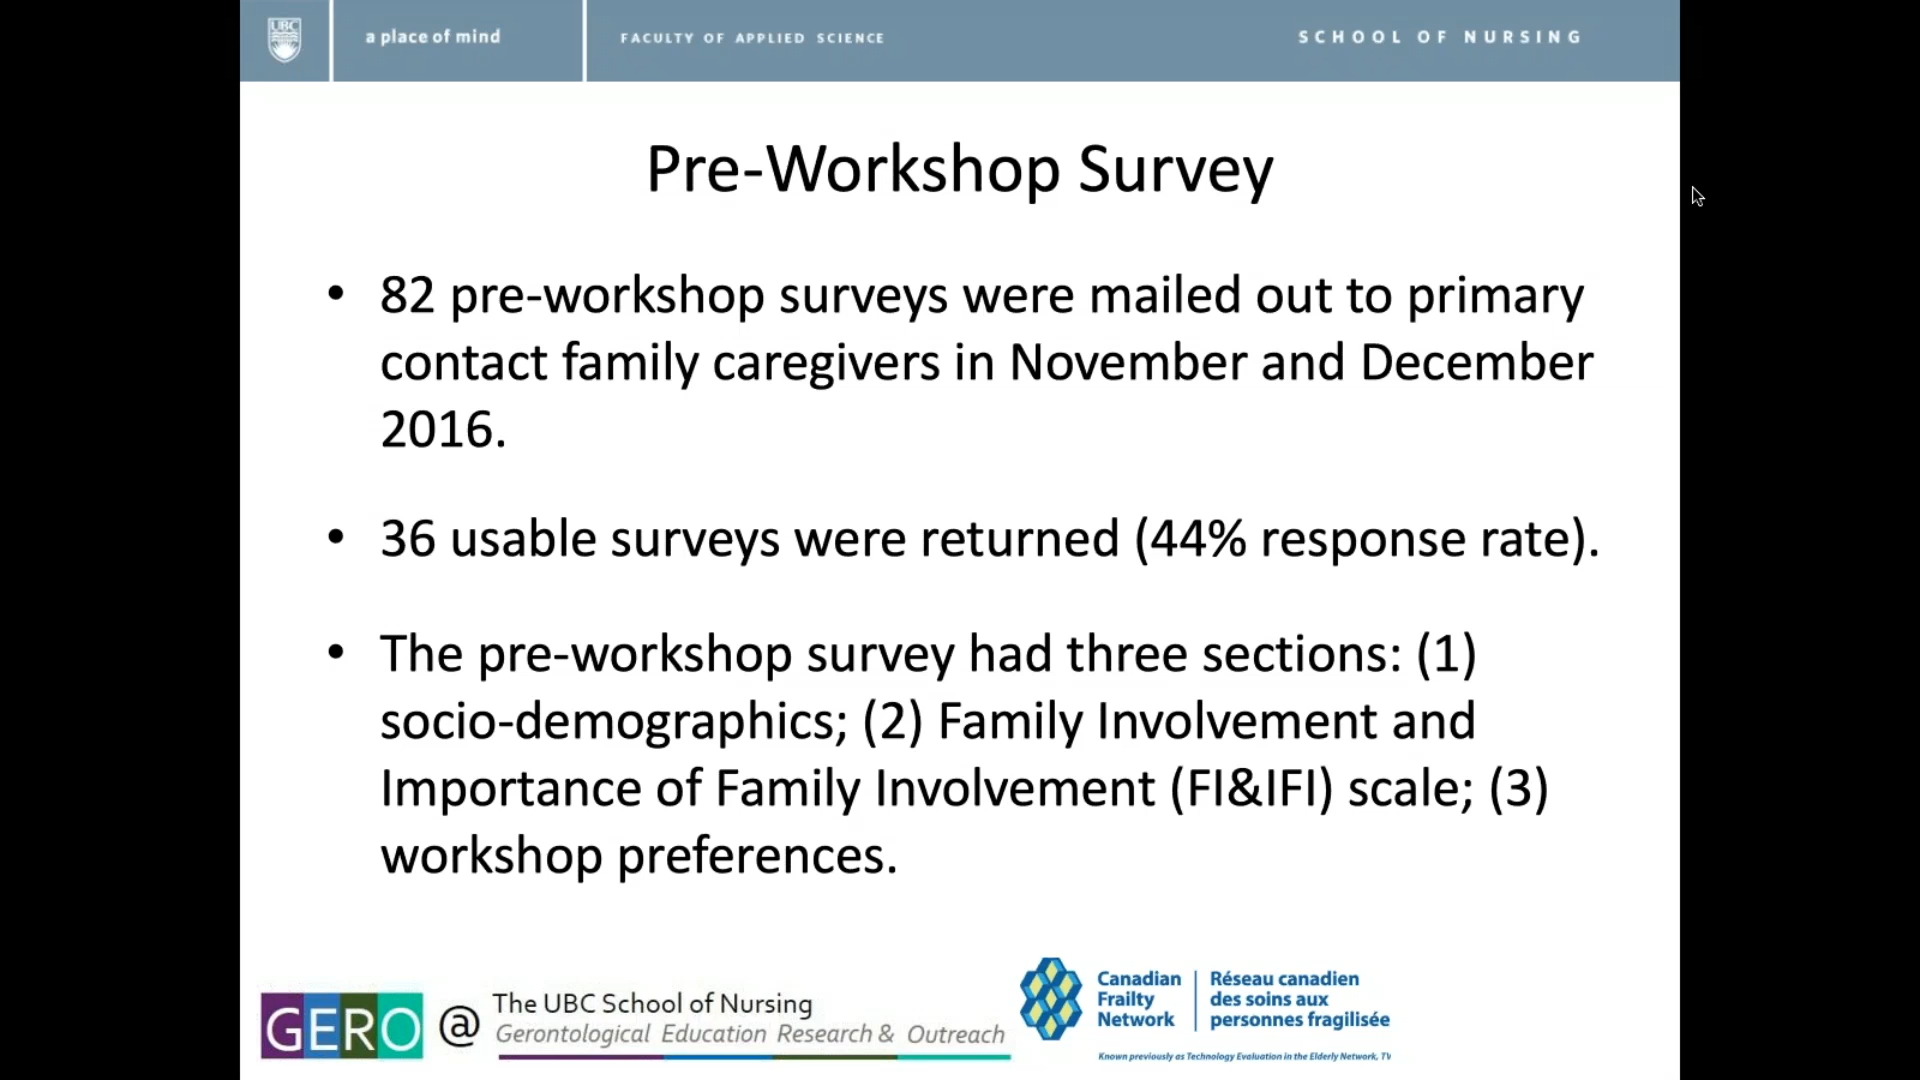 UBC
a place of mind
FACULTY OF APPLIED SCIENCE
SCHOOL OF NURSING
Pre-Workshop Survey
• 82 pre-workshop surveys were mailed out to primary
contact family caregivers in November and December
2016.
• 36 usable surveys were returned (44% response rate).
• The pre-workshop survey had three sections: (1)
socio-demographics; (2) Family Involvement and
Importance of Family Involvement (FI&IFI) scale; (3)
workshop preferences.
GERO @
The UBC School of Nursing
Gerontological Education Research & Outreach
Canadian
Frailty
Network
Réseau canadien
des soins aux
personnes fragilisée
Known previously as Technology Evaluation in the Elderly Network, TV